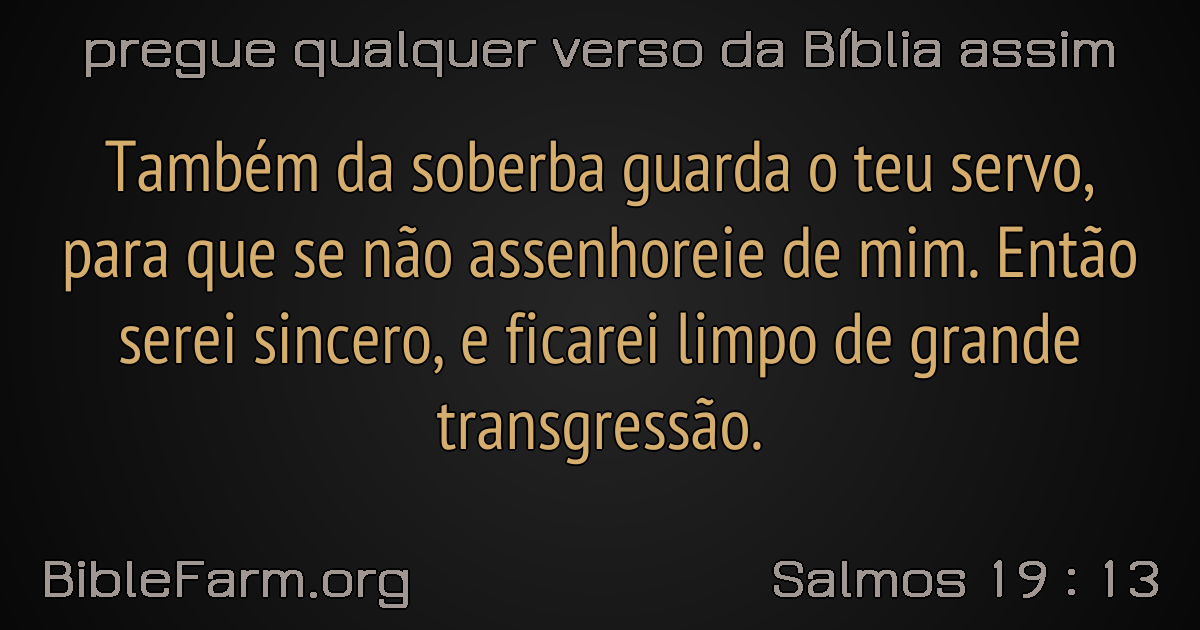 pregue qualquer verso da Bíblia assim
Também da soberba guarda o teu servo,
para que se não assenhoreie de mim. Então
serei sincero, e ficarei limpo de grande
transgressão.
BibleFarm.org
Salmos 19 : 13